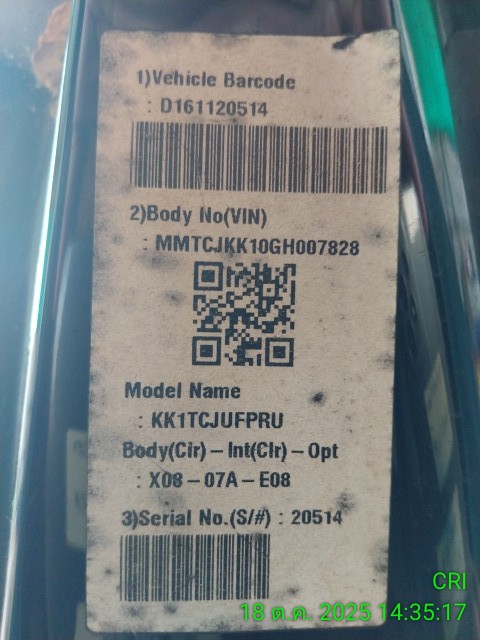 1)Vehicle Barcode
: D161120514
2)Body No(VIN)
: MMTCJKK10GH007828
Model Name
: KK1TCJUFPRU
Body(Clr) – Int(Clr) – Opt
: X08 – 07A – E08
3)Serial No.(S/#) : 20514
CRI
18 ต.ค. 2025 14:35:17